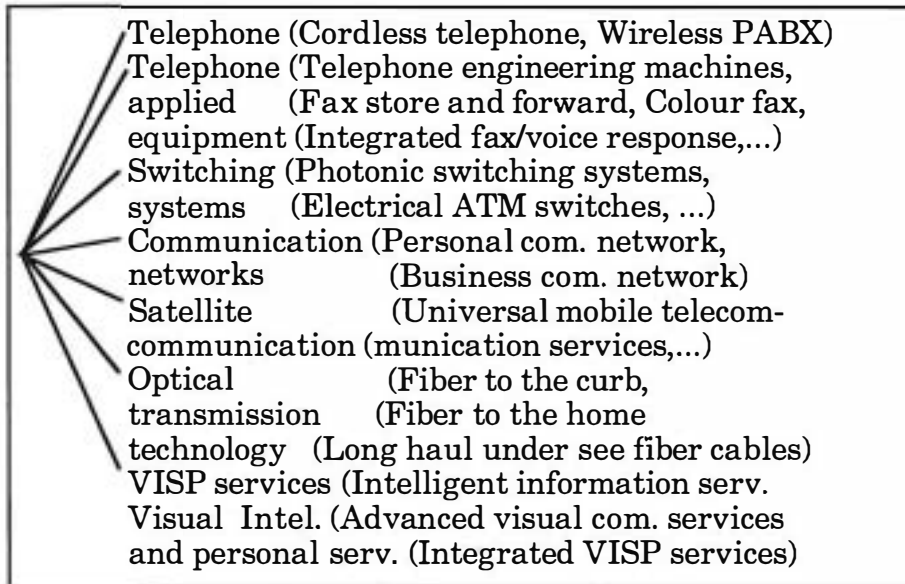 Telephone (Cordless telephone, Wireless PABX)
Telephone (Telephone engineering machines,
applied (Fax store and forward, Colour fax,
equipment (Integrated fax/voice response,...)
Switching (Photonic switching systems,
systems (Electrical ATM switches, ...)
Communication (Personal com. network,
networks (Business com. network)
Satellite (Universal mobile telecom-
communication (munication services,...)
Optical (Fiber to the curb,
transmission (Fiber to the home
technology (Long haul under see fiber cables)
VISP services (Intelligent information serv.
Visual Intel. (Advanced visual com. services
and personal serv. (Integrated VISP services)